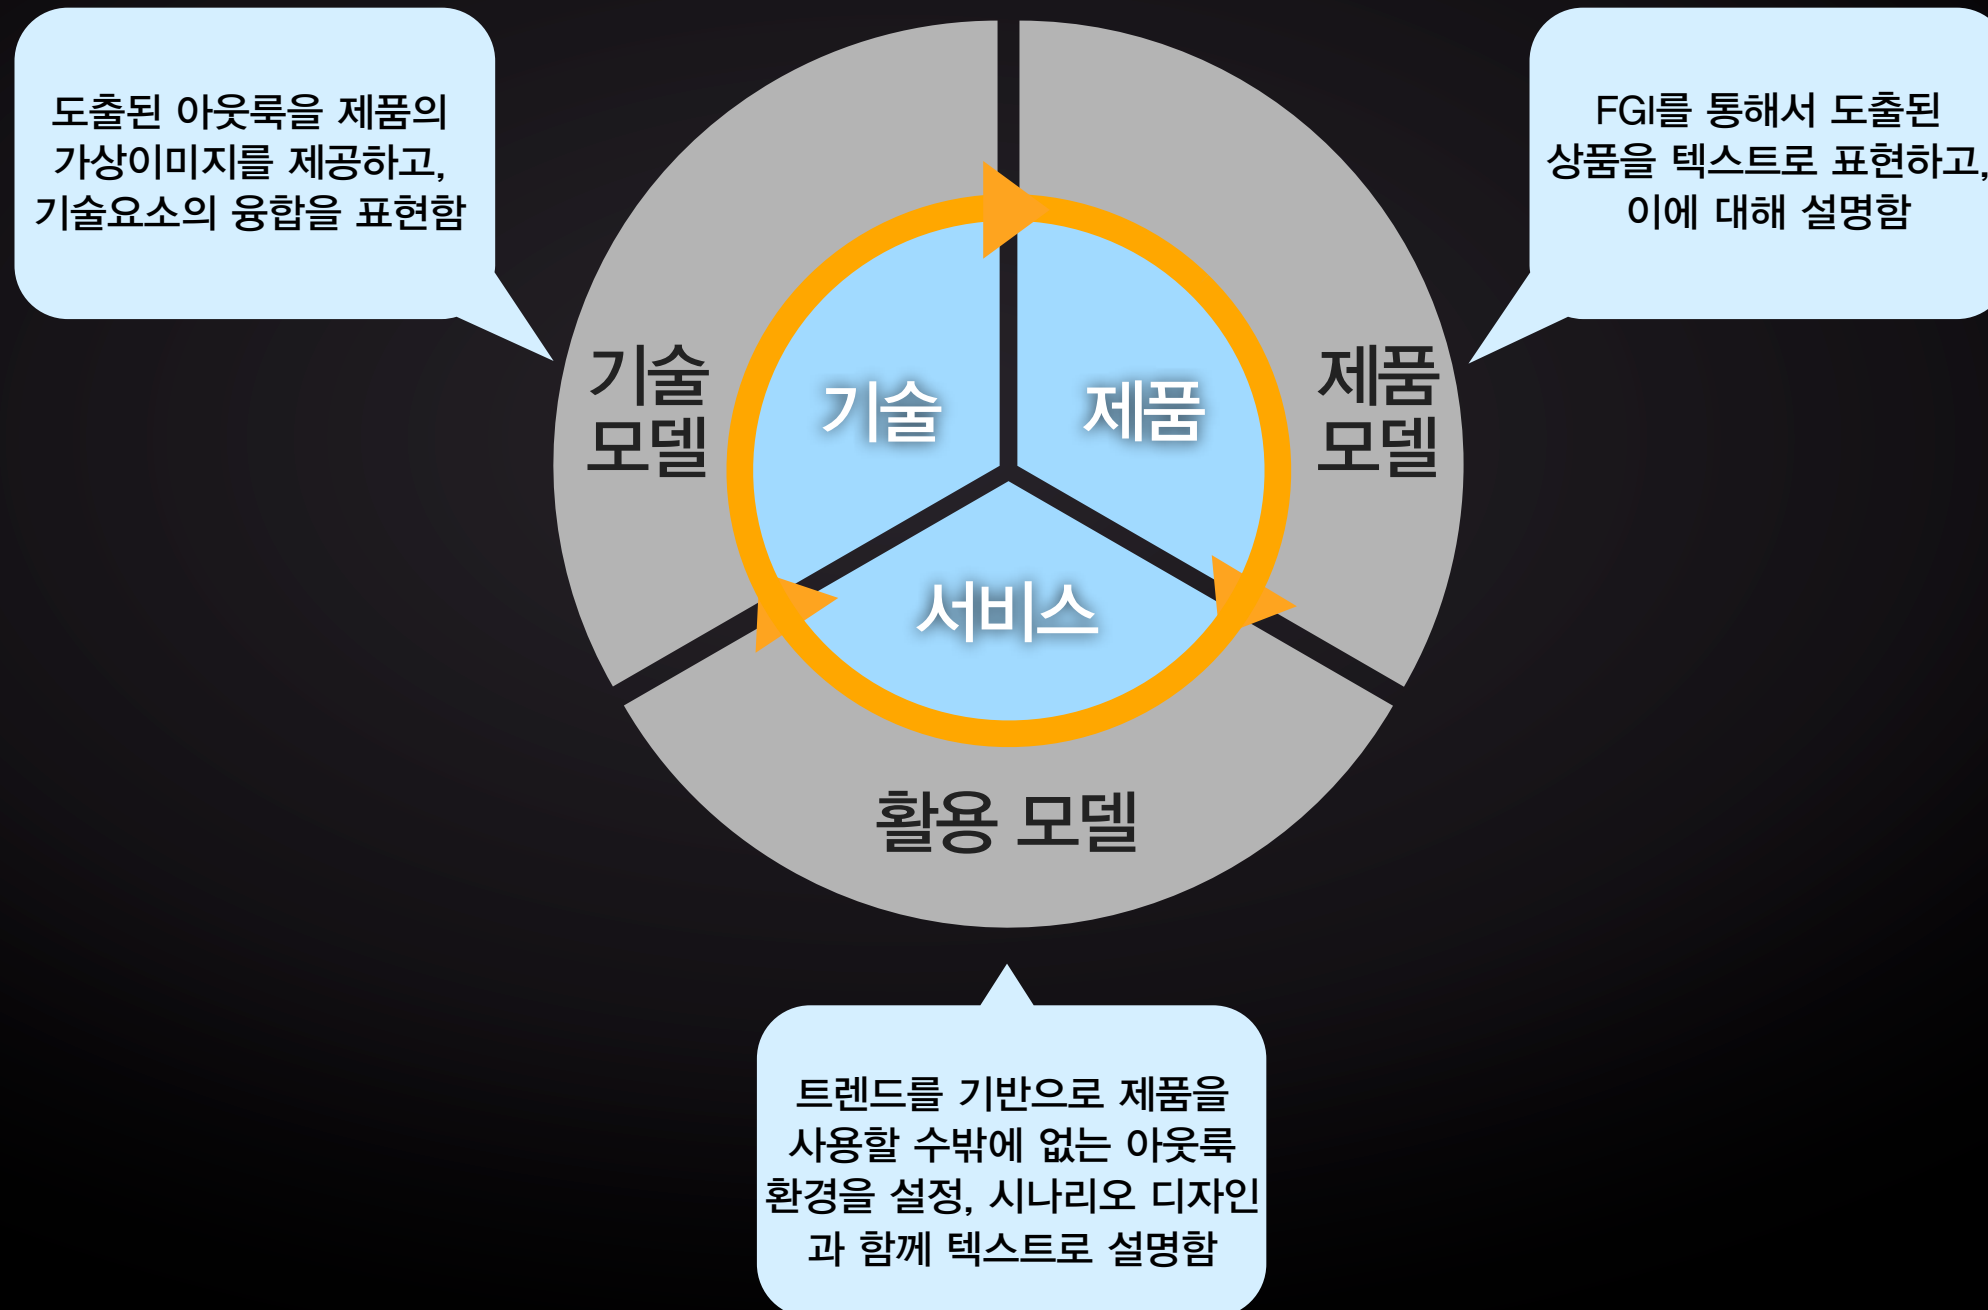 도출된 아웃룩을 제품의
가상이미지를 제공하고,
기술요소의 융합을 표현함
FGI를 통해서 도출된
상품을 텍스트로 표현하고,
이에 대해 설명함
기술
모델
기술
제품
제품
모델
서비스
활용 모델
트렌드를 기반으로 제품을
사용할 수밖에 없는 아웃룩
환경을 설정, 시나리오 디자인
과 함께 텍스트로 설명함